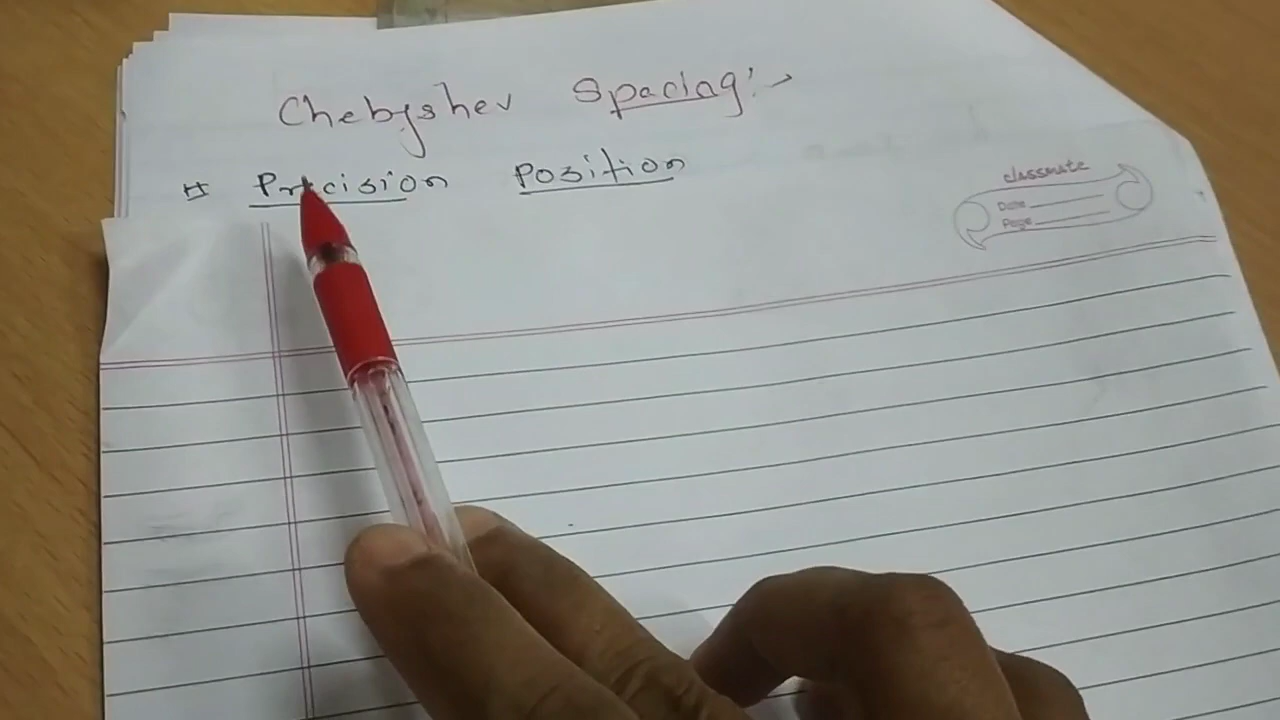 Chebyshev Spacing :-
# Precision Position
classmate
Date
Page